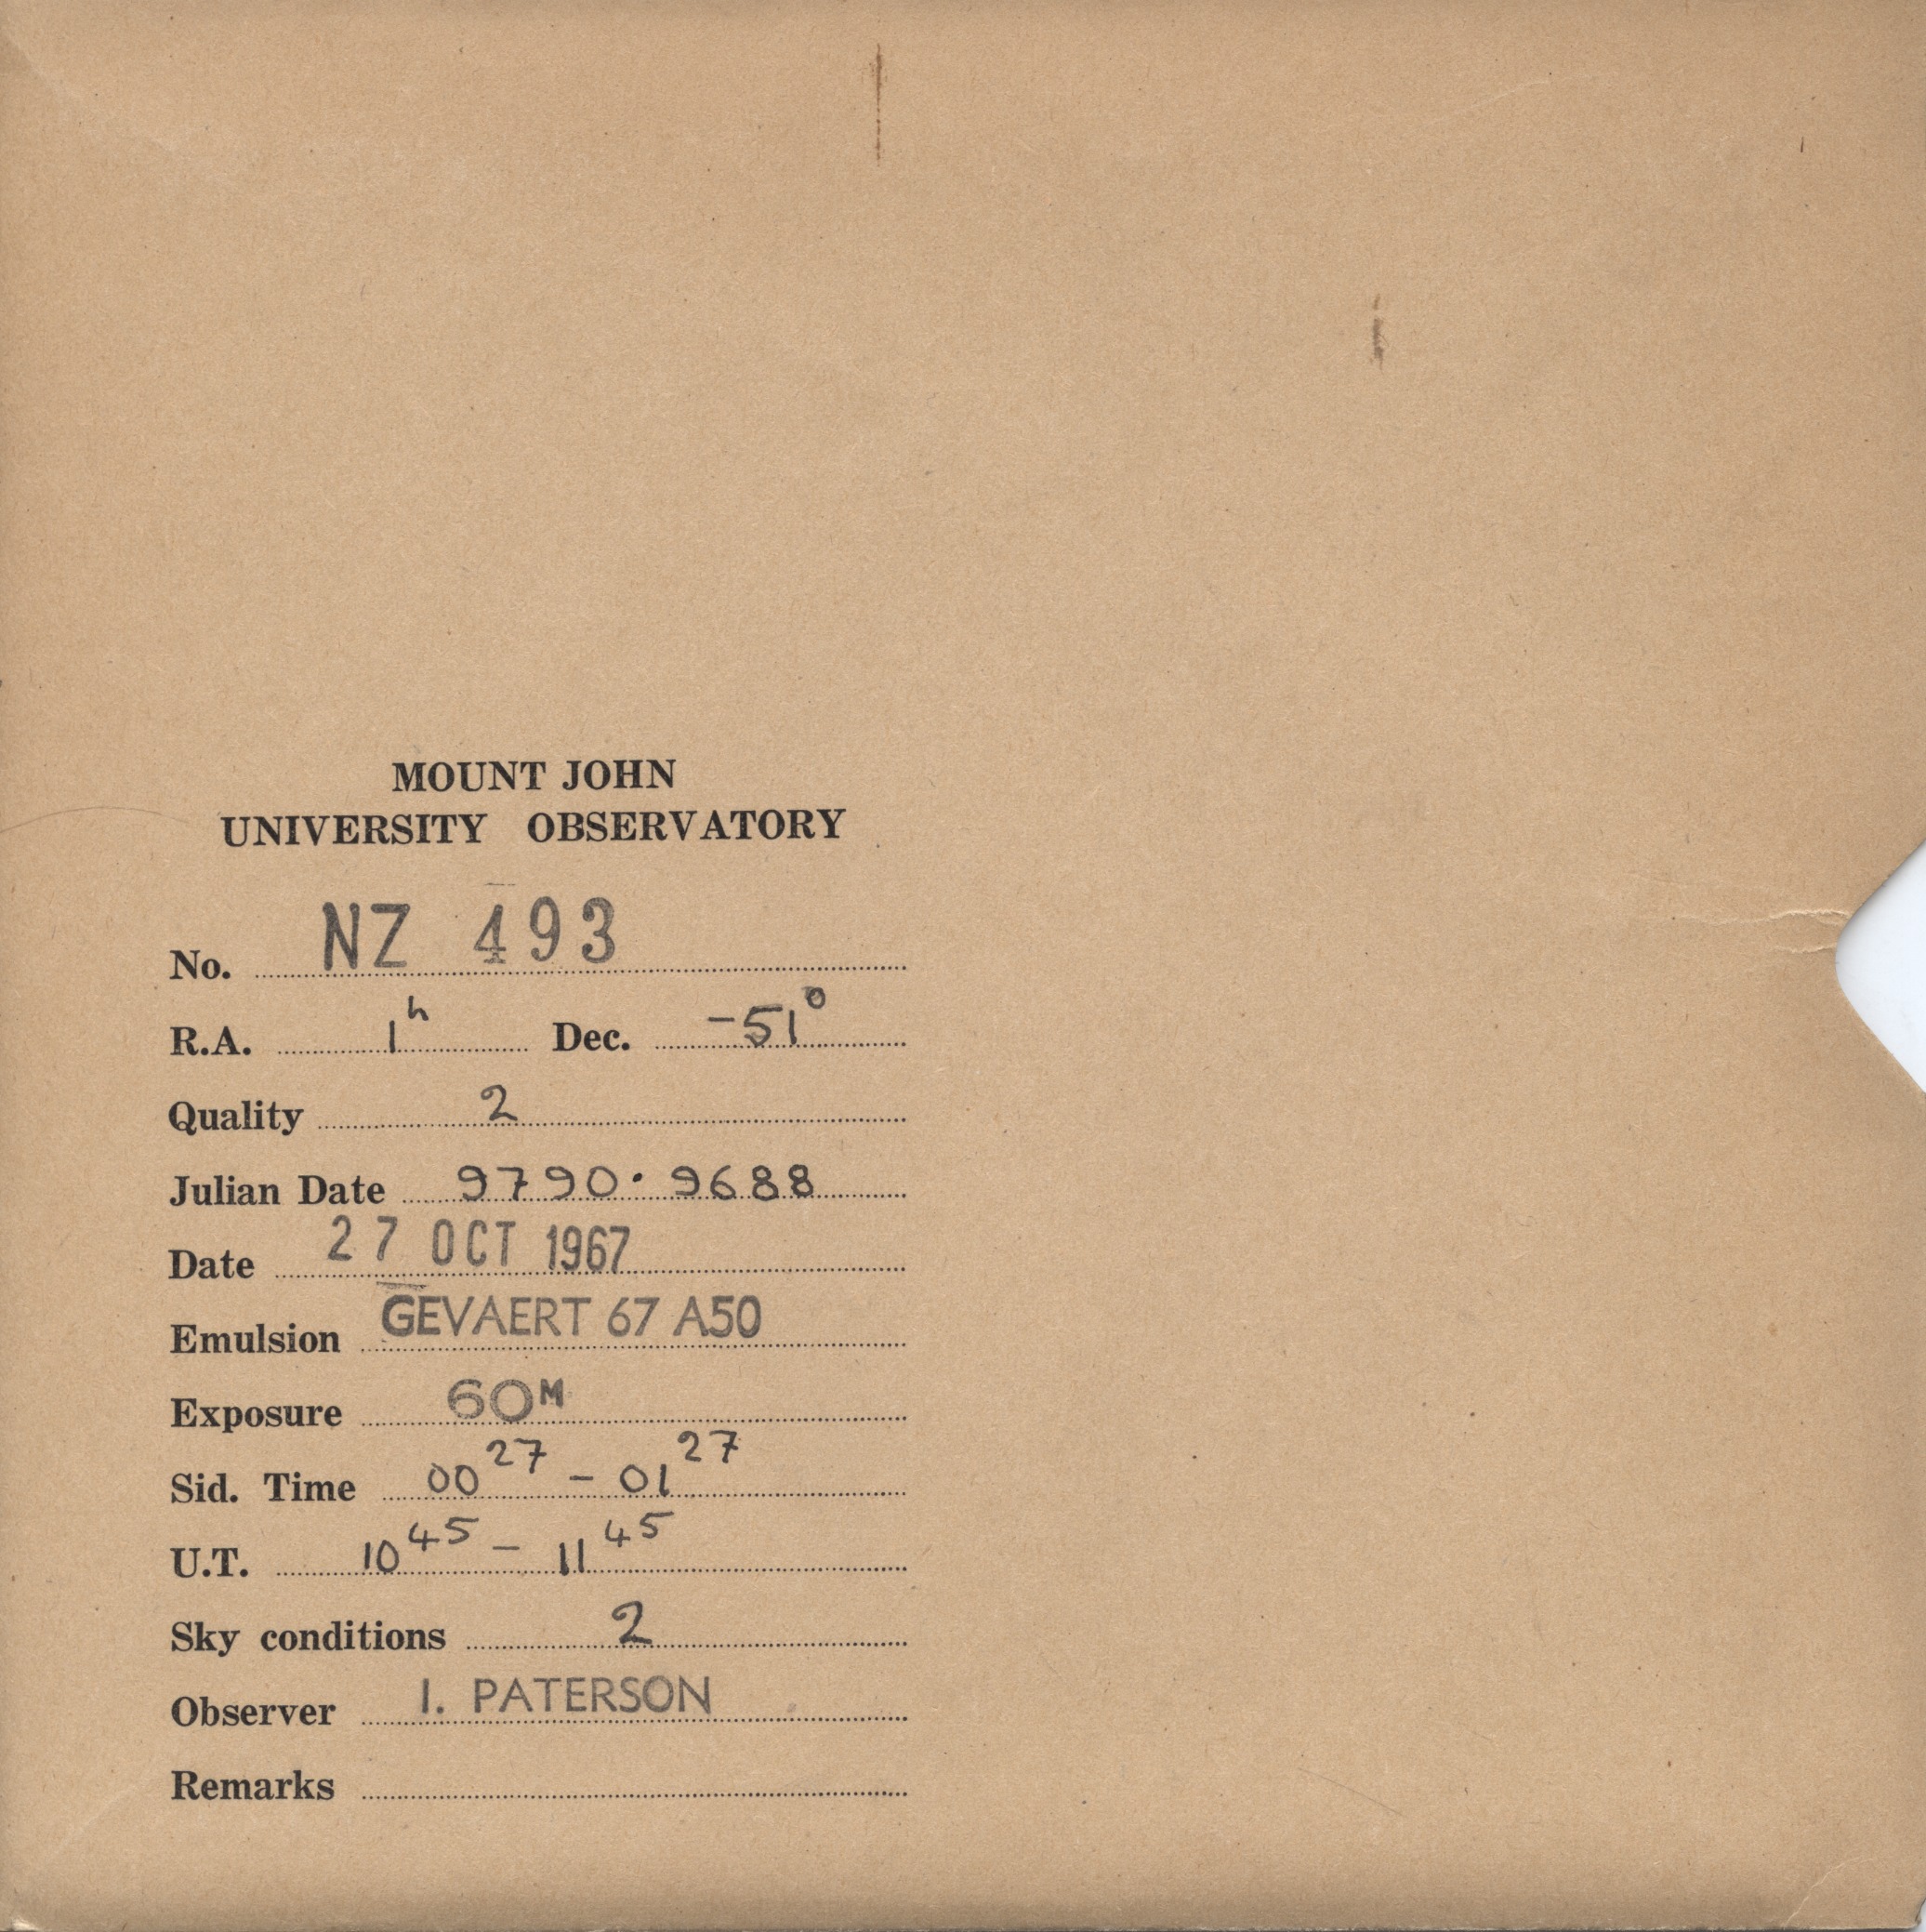 MOUNT JOHN
UNIVERSITY OBSERVATORY
No. NZ 493
R.A. 1h Dec. -51°
Quality 2
Julian Date 9790.9688
Date 27 OCT 1967
Emulsion GEVAERT 67 A50
Exposure 60M
Sid. Time 00 27 - 01 27
U.T. 10 45 - 11 45
Sky conditions 2
Observer I. PATERSON
Remarks